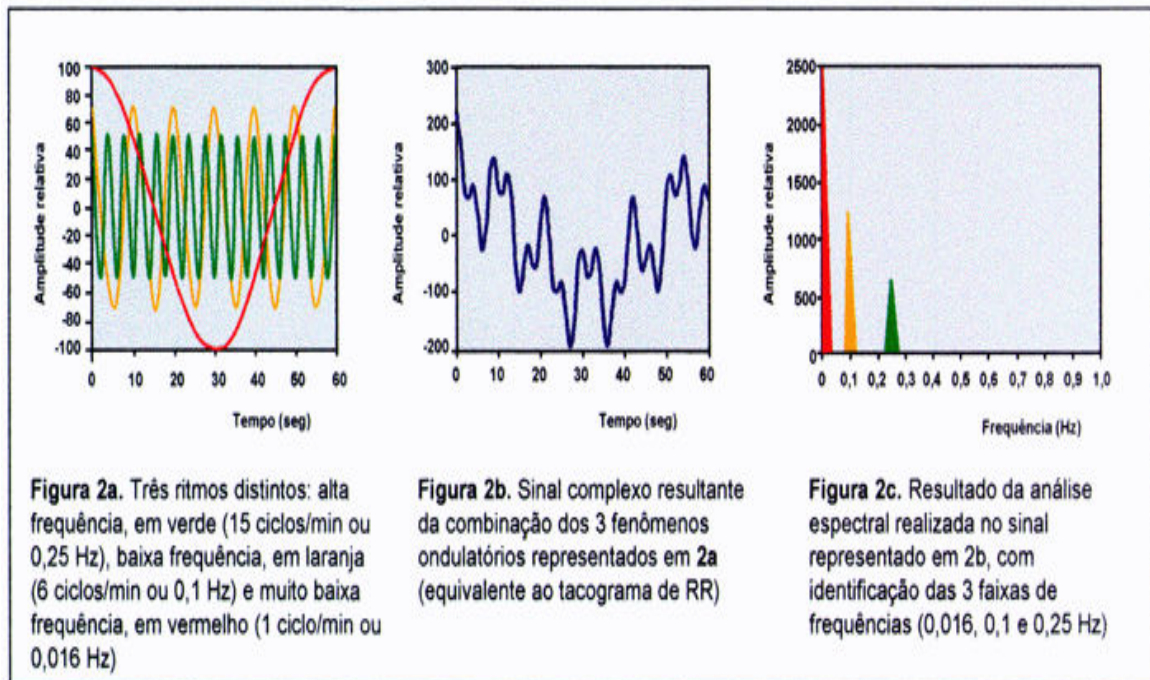 100
80
60
40
20
0
-20
-40
-60
-80
-100
Amplitude relativa
0 10 20 30 40 50 60
Tempo (seg)
300
200
100
0
-100
-200
Amplitude relativa
0 10 20 30 40 50 60
Tempo (seg)
2500
2000
1500
1000
500
0
Amplitude relativa
0 0,1 0,2 0,3 0,4 0,5 0,6 0,7 0,8 0,9 1,0
Frequência (Hz)
Figura 2a. Três ritmos distintos: alta
frequência, em verde (15 ciclos/min ou
0,25 Hz), baixa frequência, em laranja
(6 ciclos/min ou 0,1 Hz) e muito baixa
frequência, em vermelho (1 ciclo/min ou
0,016 Hz)
Figura 2b. Sinal complexo resultante
da combinação dos 3 fenômenos
ondulatórios representados em 2a
(equivalente ao tacograma de RR)
Figura 2c. Resultado da análise
espectral realizada no sinal
representado em 2b, com
identificação das 3 faixas de
frequências (0,016, 0,1 e 0,25 Hz)